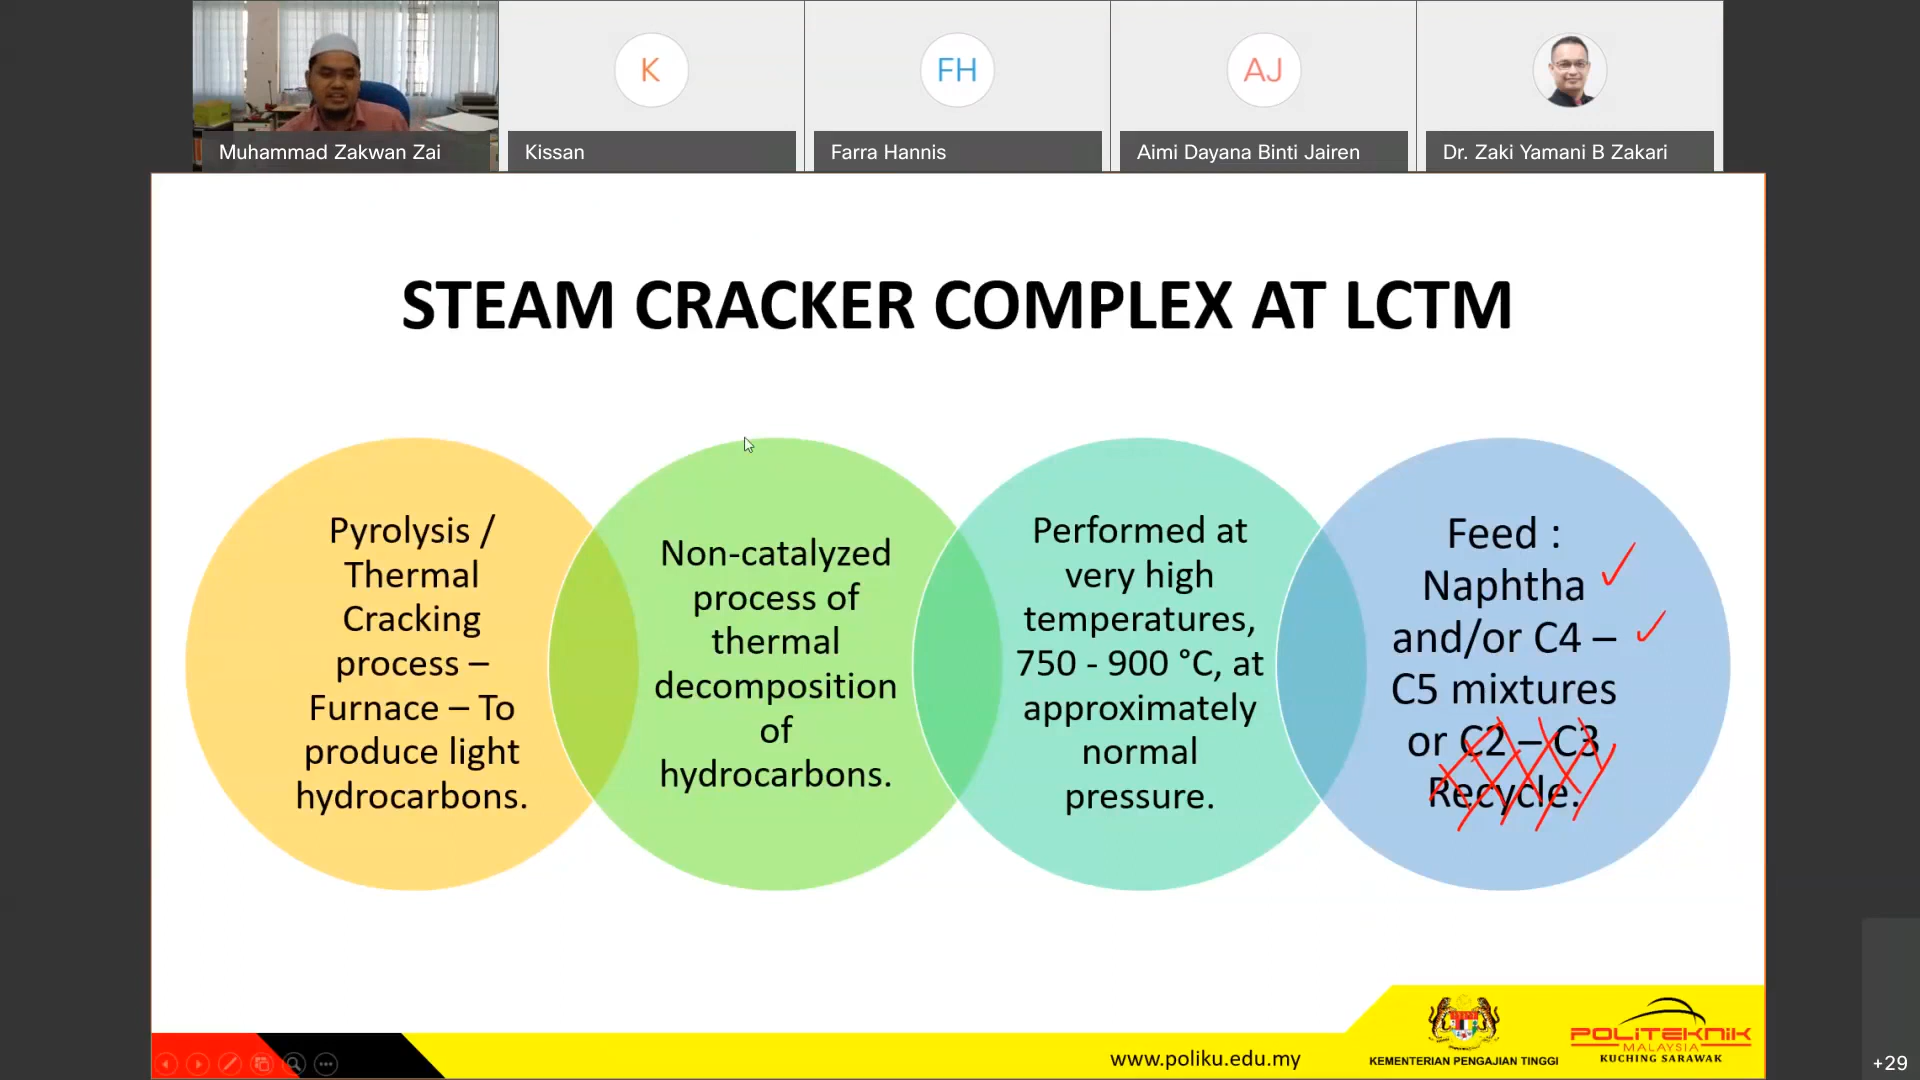 K
FH
AJ
Muhammad Zakwan Zai
Kissan
Farra Hannis
Aimi Dayana Binti Jairen
Dr. Zaki Yamani B Zakari
STEAM CRACKER COMPLEX AT LCTM
Pyrolysis /
Thermal
Cracking
process –
Furnace – To
produce light
hydrocarbons.
Non-catalyzed
process of
thermal
decomposition
of
hydrocarbons.
Performed at
very high
temperatures,
750 - 900 °C, at
approximately
normal
pressure.
Feed :
Naphtha
and/or C4 –
C5 mixtures
or C2 – C3
Recycle.
www.poliku.edu.my
KEMENTERIAN PENGAJIAN TINGGI
POLITEKNIK
MALAYSIA
KUCHING SARAWAK
+29